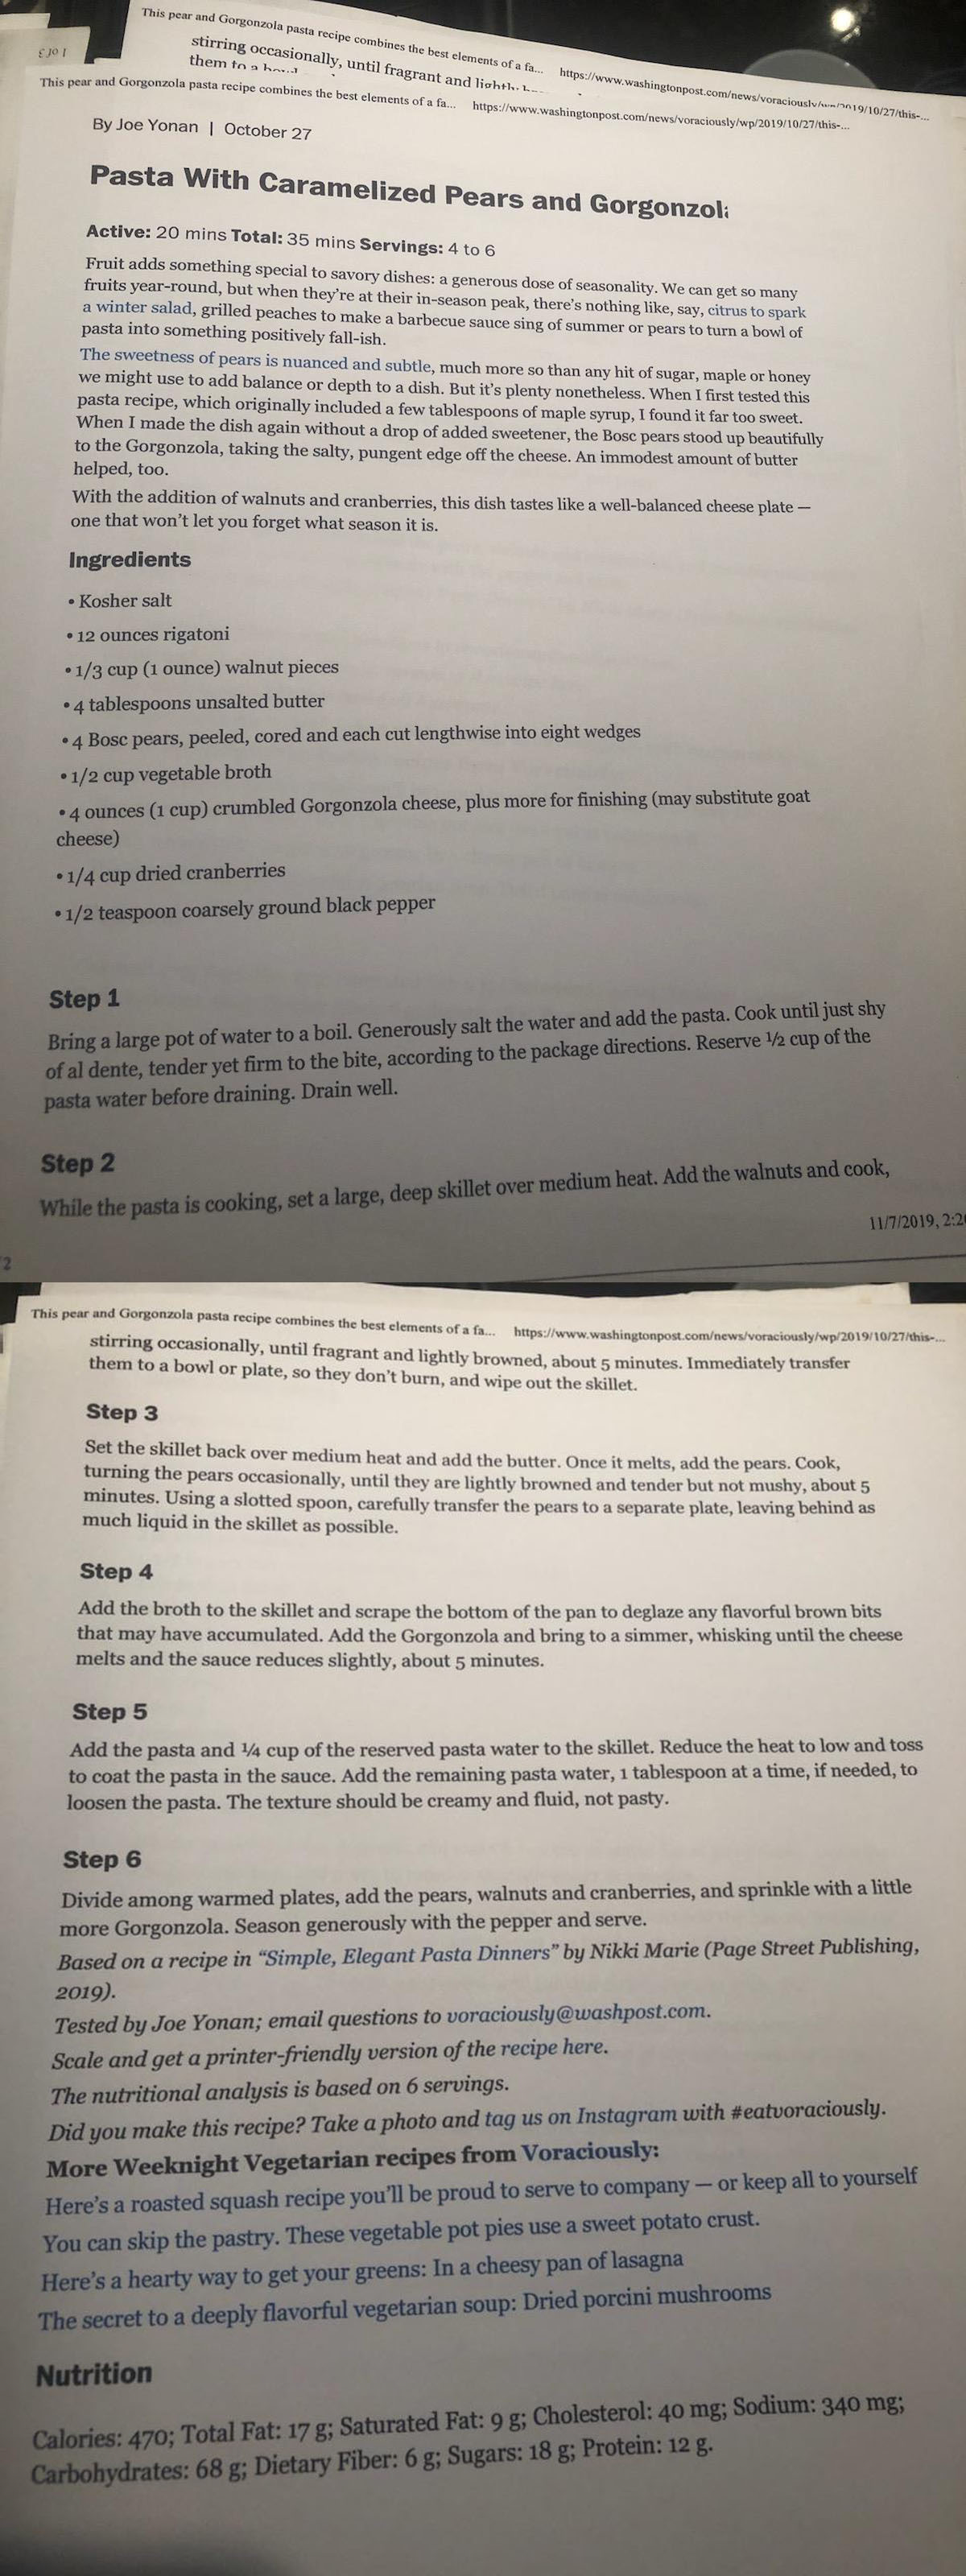 This pear and Gorgonzola pasta recipe combines the best elements of a fa... https://www.washingtonpost.com/news/voraciously/wp/2019/10/27/this-...
stirring occasionally, until fragrant and lightly
them to a
1 of 3
This pear and Gorgonzola pasta recipe combines the best elements of a fa... https://www.washingtonpost.com/news/voraciously/wp/2019/10/27/this-...
By Joe Yonan | October 27
Pasta With Caramelized Pears and Gorgonzola
Active: 20 mins Total: 35 mins Servings: 4 to 6
Fruit adds something special to savory dishes: a generous dose of seasonality. We can get so many
fruits year-round, but when they’re at their in-season peak, there’s nothing like, say, citrus to spark
a winter salad, grilled peaches to make a barbecue sauce sing of summer or pears to turn a bowl of
pasta into something positively fall-ish.
The sweetness of pears is nuanced and subtle, much more so than any hit of sugar, maple or honey
we might use to add balance or depth to a dish. But it’s plenty nonetheless. When I first tested this
pasta recipe, which originally included a few tablespoons of maple syrup, I found it far too sweet.
When I made the dish again without a drop of added sweetener, the Bosc pears stood up beautifully
to the Gorgonzola, taking the salty, pungent edge off the cheese. An immodest amount of butter
helped, too.
With the addition of walnuts and cranberries, this dish tastes like a well-balanced cheese plate —
one that won’t let you forget what season it is.
Ingredients
• Kosher salt
• 12 ounces rigatoni
• 1/3 cup (1 ounce) walnut pieces
• 4 tablespoons unsalted butter
• 4 Bosc pears, peeled, cored and each cut lengthwise into eight wedges
• 1/2 cup vegetable broth
• 4 ounces (1 cup) crumbled Gorgonzola cheese, plus more for finishing (may substitute goat
cheese)
• 1/4 cup dried cranberries
• 1/2 teaspoon coarsely ground black pepper
Step 1
Bring a large pot of water to a boil. Generously salt the water and add the pasta. Cook until just shy
of al dente, tender yet firm to the bite, according to the package directions. Reserve ½ cup of the
pasta water before draining. Drain well.
Step 2
While the pasta is cooking, set a large, deep skillet over medium heat. Add the walnuts and cook,
11/7/2019, 2:2
2
This pear and Gorgonzola pasta recipe combines the best elements of a fa... https://www.washingtonpost.com/news/voraciously/wp/2019/10/27/this-...
stirring occasionally, until fragrant and lightly browned, about 5 minutes. Immediately transfer
them to a bowl or plate, so they don’t burn, and wipe out the skillet.
Step 3
Set the skillet back over medium heat and add the butter. Once it melts, add the pears. Cook,
turning the pears occasionally, until they are lightly browned and tender but not mushy, about 5
minutes. Using a slotted spoon, carefully transfer the pears to a separate plate, leaving behind as
much liquid in the skillet as possible.
Step 4
Add the broth to the skillet and scrape the bottom of the pan to deglaze any flavorful brown bits
that may have accumulated. Add the Gorgonzola and bring to a simmer, whisking until the cheese
melts and the sauce reduces slightly, about 5 minutes.
Step 5
Add the pasta and ¼ cup of the reserved pasta water to the skillet. Reduce the heat to low and toss
to coat the pasta in the sauce. Add the remaining pasta water, 1 tablespoon at a time, if needed, to
loosen the pasta. The texture should be creamy and fluid, not pasty.
Step 6
Divide among warmed plates, add the pears, walnuts and cranberries, and sprinkle with a little
more Gorgonzola. Season generously with the pepper and serve.
Based on a recipe in “Simple, Elegant Pasta Dinners” by Nikki Marie (Page Street Publishing,
2019).
Tested by Joe Yonan; email questions to voraciously@washpost.com.
Scale and get a printer-friendly version of the recipe here.
The nutritional analysis is based on 6 servings.
Did you make this recipe? Take a photo and tag us on Instagram with #eatvoraciously.
More Weeknight Vegetarian recipes from Voraciously:
Here’s a roasted squash recipe you’ll be proud to serve to company — or keep all to yourself
You can skip the pastry. These vegetable pot pies use a sweet potato crust.
Here’s a hearty way to get your greens: In a cheesy pan of lasagna
The secret to a deeply flavorful vegetarian soup: Dried porcini mushrooms
Nutrition
Calories: 470; Total Fat: 17 g; Saturated Fat: 9 g; Cholesterol: 40 mg; Sodium: 340 mg;
Carbohydrates: 68 g; Dietary Fiber: 6 g; Sugars: 18 g; Protein: 12 g.